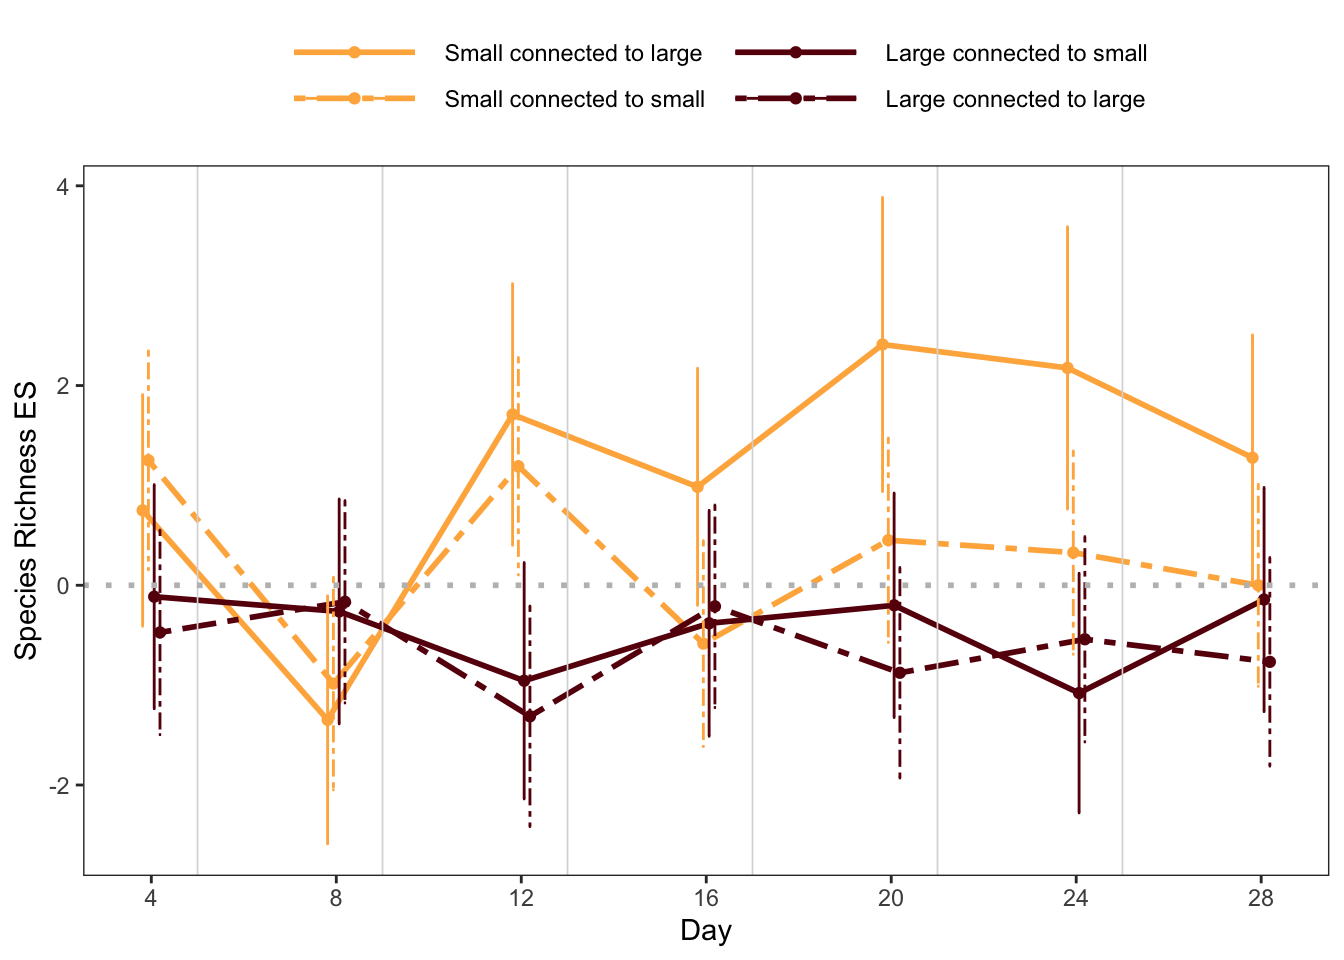 Small connected to large
Large connected to small
Small connected to small
Large connected to large
Species Richness ES
4
2
0
-2
4 8 12 16 20 24 28
Day